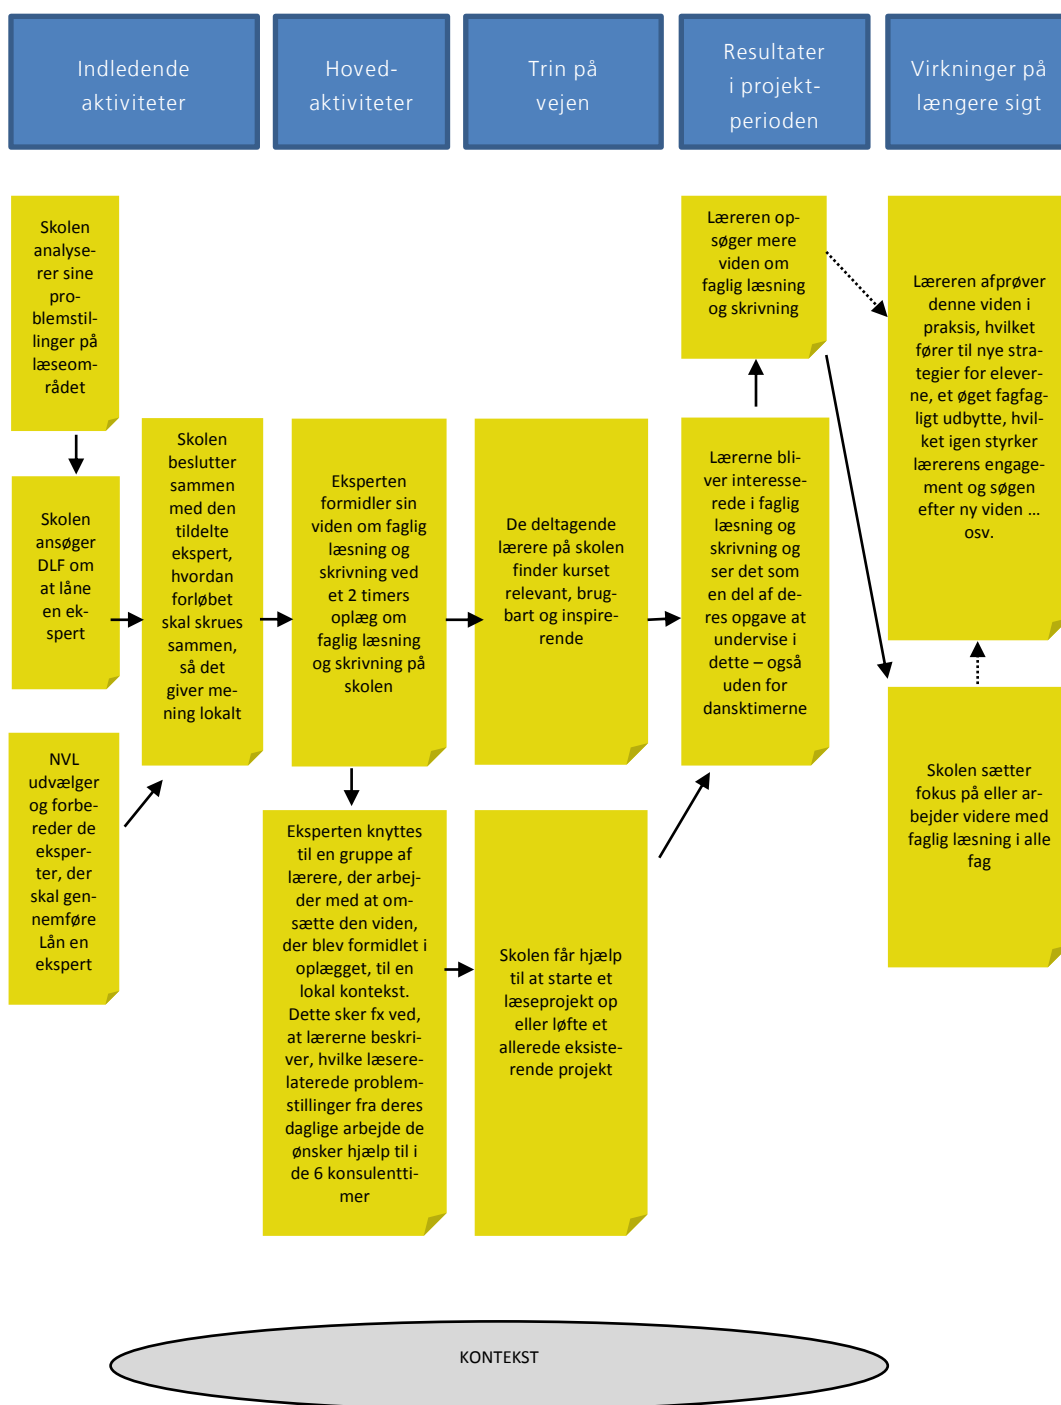 Indledende
aktiviteter
Hoved-
aktiviteter
Trin på
vejen
Resultater
i projekt-
perioden
Virkninger på
længere sigt
Skolen
analyse-
rer sine
pro-
blemstil-
linger på
læseom-
rådet
Skolen
ansøger
DLF om
at låne
en ek-
spert
NVL
udvælger
og forbe-
reder de
eksper-
ter, der
skal gen-
nemføre
Lån en
ekspert
Skolen
beslutter
sammen
med den
tildelte
ekspert,
hvordan
forløbet
skal skrues
sammen,
så det
giver me-
ning lokalt
Eksperten
formidler sin
viden om faglig
læsning og
skrivning ved
et 2 timers
oplæg om
faglig læsning
og skrivning på
skolen
Eksperten knyttes
til en gruppe af
lærere, der arbej-
der med at om-
sætte den viden,
der blev formidlet i
oplægget, til en
lokal kontekst.
Dette sker fx ved,
at lærerne beskri-
ver, hvilke læsere-
laterede problem-
stillinger fra deres
daglige arbejde de
ønsker hjælp til i
de 6 konsulentti-
mer
De deltagende
lærere på skolen
finder kurset
relevant, brug-
bart og inspire-
rende
Skolen får hjælp
til at starte et
læseprojekt op
eller løfte et
allerede eksiste-
rende projekt
Læreren op-
søger mere
viden om
faglig læsning
og skrivning
Lærerne bli-
ver interesse-
rede i faglig
læsning og
skrivning og
ser det som
en del af de-
res opgave at
undervise i
dette – også
uden for
dansktimerne
Læreren afprøver
denne viden i
praksis, hvilket
fører til nye stra-
tegier for elever-
ne, et øget fagfag-
ligt udbytte, hvil-
ket igen styrker
lærerens engage-
ment og søgen
efter ny viden …
osv.
Skolen sætter
fokus på eller ar-
bejder videre med
faglig læsning i alle
fag
KONTEKST